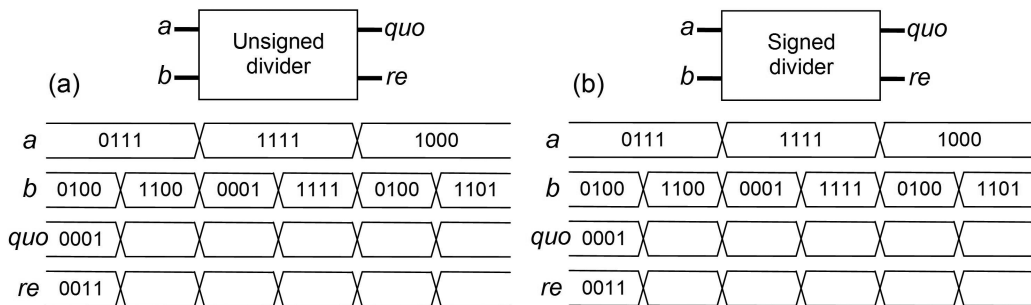 a
Unsigned
divider
quo
b
re
(a)
a 0111 1111 1000
b 0100 1100 0001 1111 0100 1101
quo 0001
re 0011
a
Signed
divider
quo
b
re
(b)
a 0111 1111 1000
b 0100 1100 0001 1111 0100 1101
quo 0001
re 0011